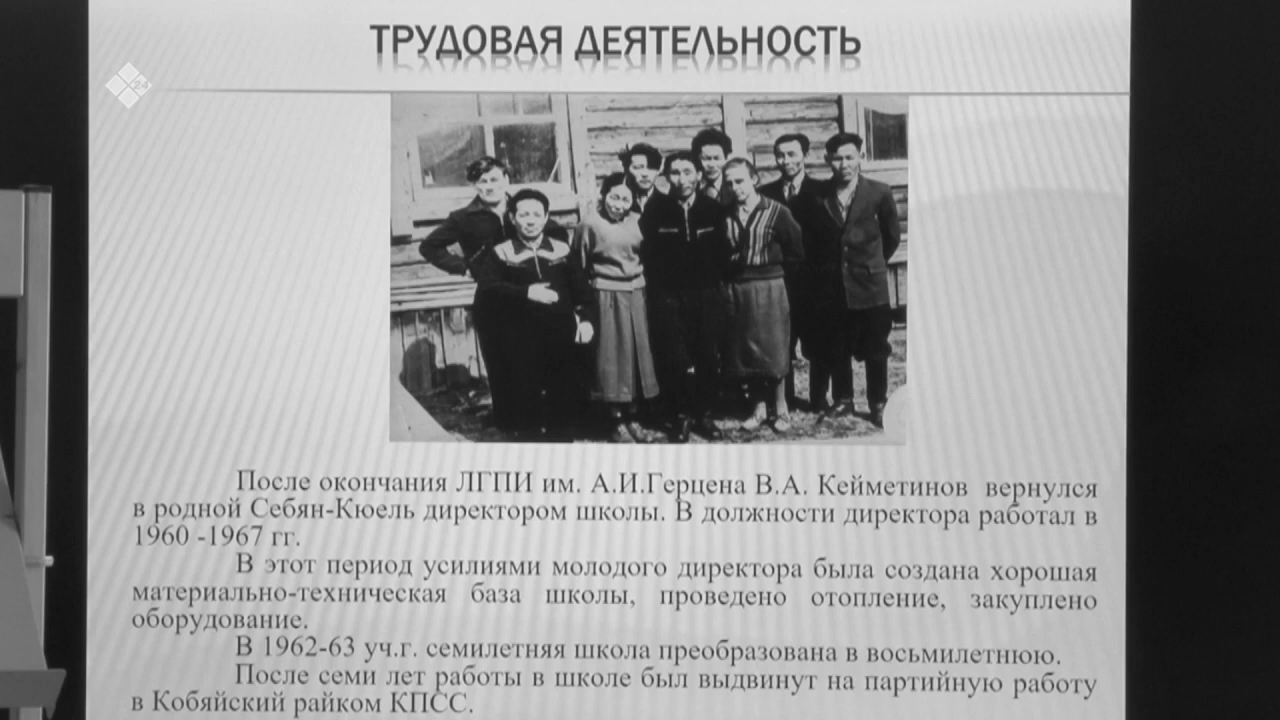 ТРУДОВАЯ ДЕЯТЕЛЬНОСТЬ
24
После окончания ЛГПИ им. А.И.Герцена В.А. Кейметинов вернулся
в родной Себян-Кюель директором школы. В должности директора работал в
1960 -1967 гг.
В этот период усилиями молодого директора была создана хорошая
материально-техническая база школы, проведено отопление, закуплено
оборудование.
В 1962-63 уч.г. семилетняя школа преобразована в восьмилетнюю.
После семи лет работы в школе был выдвинут на партийную работу
в Кобяйский райком КПСС.